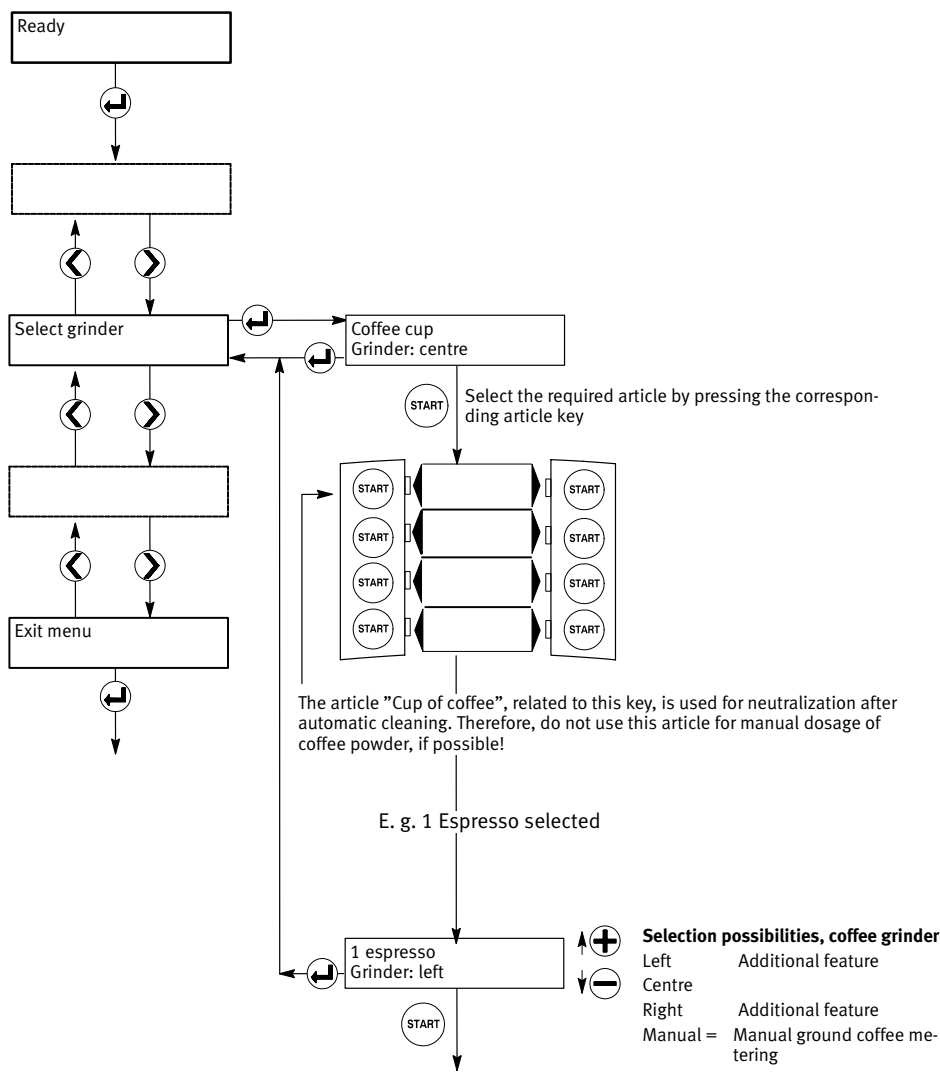 Ready
Select grinder
Coffee cup
Grinder: centre
START
Select the required article by pressing the correspon-
ding article key
START
START
START
START
START
START
START
START
Exit menu
The article ”Cup of coffee”, related to this key, is used for neutralization after
automatic cleaning. Therefore, do not use this article for manual dosage of
coffee powder, if possible!
E. g. 1 Espresso selected
1 espresso
Grinder: left
START
Selection possibilities, coffee grinder
Left Additional feature
Centre
Right Additional feature
Manual = Manual ground coffee me-
tering